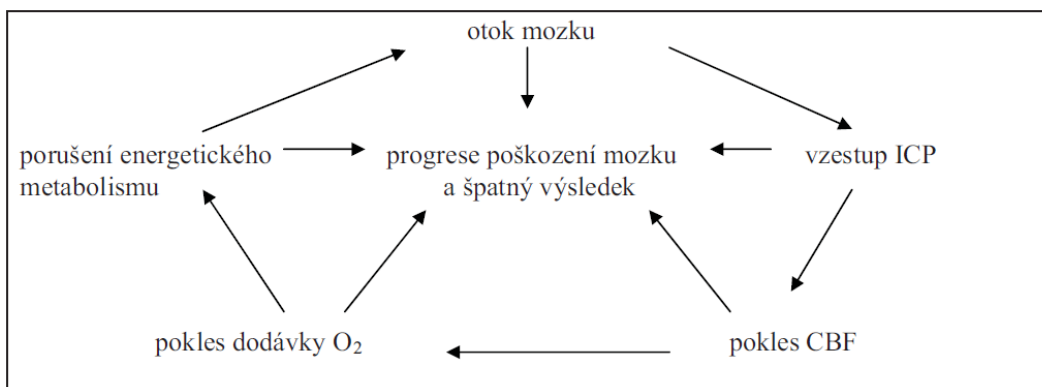 otok mozku
porušení energetického
metabolismu
progrese poškození mozku
a špatný výsledek
vzestup ICP
pokles dodávky O₂
pokles CBF